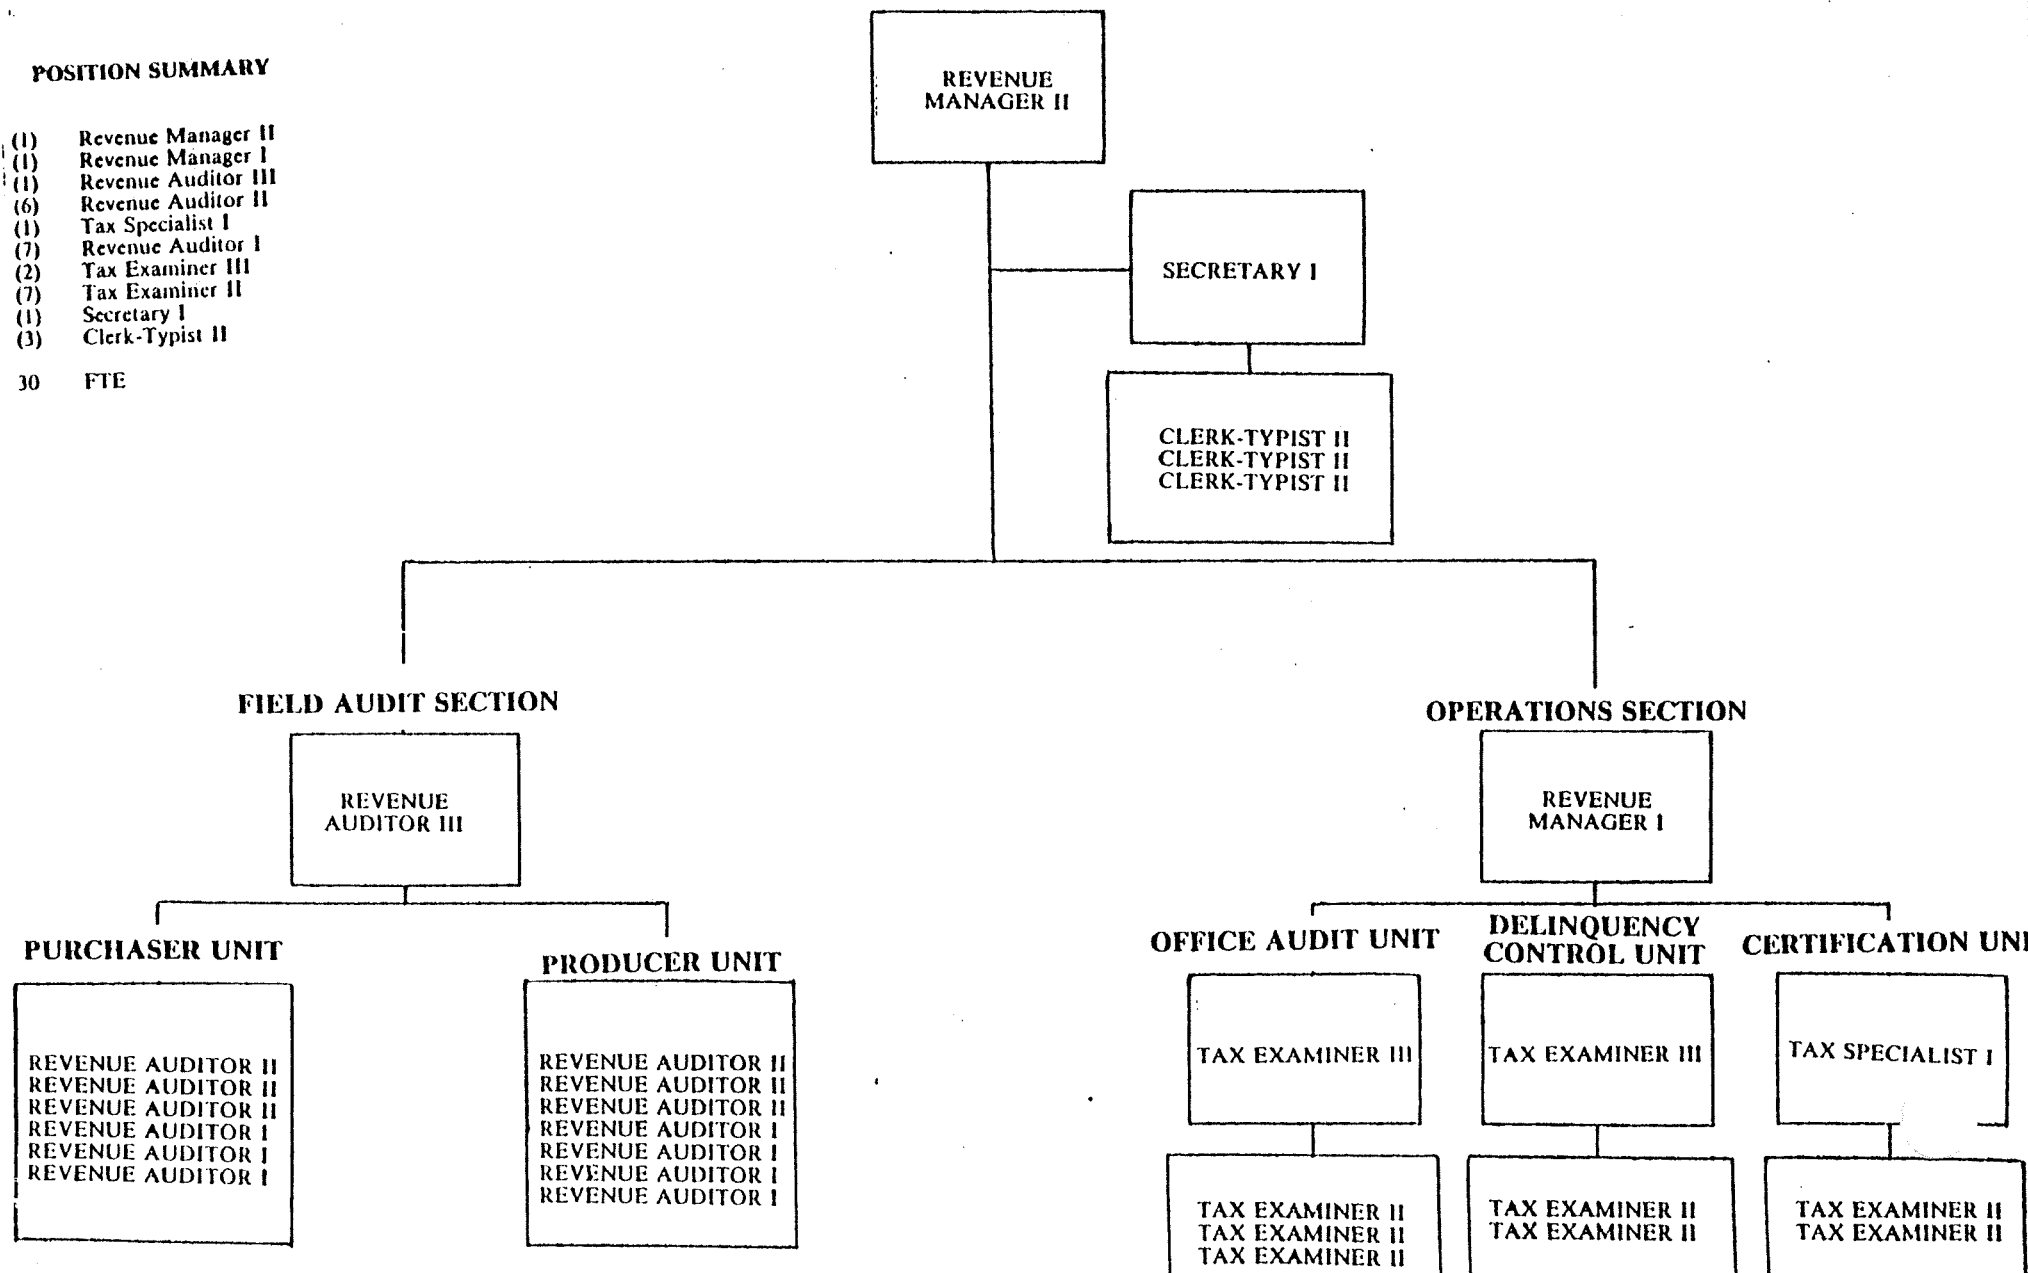 POSITION SUMMARY
(1) Revenue Manager II
(1) Revenue Manager I
(1) Revenue Auditor III
(6) Revenue Auditor II
(1) Tax Specialist I
(7) Revenue Auditor I
(2) Tax Examiner III
(7) Tax Examiner II
(1) Secretary I
(3) Clerk-Typist II
30 FTE
REVENUE
MANAGER II
SECRETARY I
CLERK-TYPIST II
CLERK-TYPIST II
CLERK-TYPIST II
FIELD AUDIT SECTION
REVENUE
AUDITOR III
PURCHASER UNIT
REVENUE AUDITOR II
REVENUE AUDITOR II
REVENUE AUDITOR II
REVENUE AUDITOR I
REVENUE AUDITOR I
REVENUE AUDITOR I
PRODUCER UNIT
REVENUE AUDITOR II
REVENUE AUDITOR II
REVENUE AUDITOR II
REVENUE AUDITOR I
REVENUE AUDITOR I
REVENUE AUDITOR I
REVENUE AUDITOR I
OPERATIONS SECTION
REVENUE
MANAGER I
OFFICE AUDIT UNIT
TAX EXAMINER III
TAX EXAMINER II
TAX EXAMINER II
TAX EXAMINER II
DELINQUENCY
CONTROL UNIT
TAX EXAMINER III
TAX EXAMINER II
TAX EXAMINER II
CERTIFICATION UNI
TAX SPECIALIST I
TAX EXAMINER II
TAX EXAMINER II